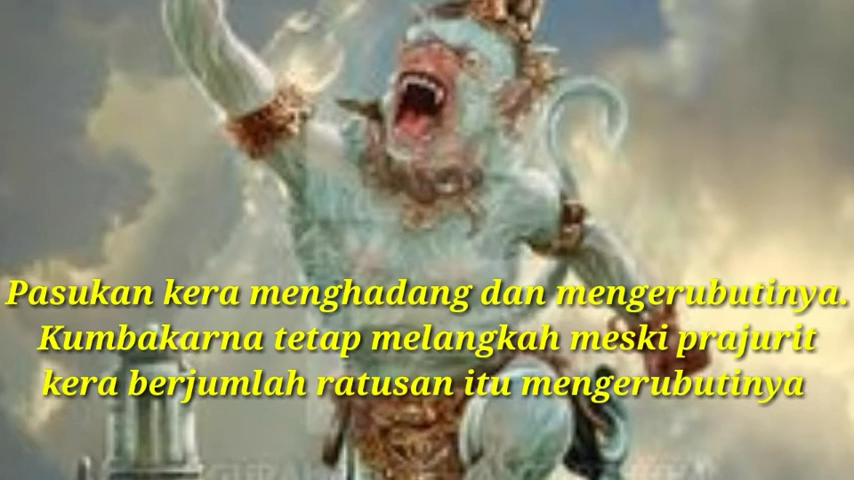 Pasukan kera menghadang dan mengerubutinya.
Kumbakarna tetap melangkah meski prajurit
kera berjumlah ratusan itu mengerubutinya